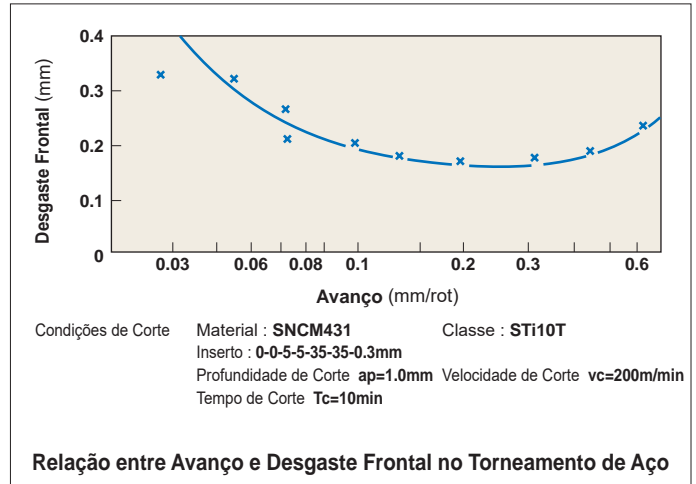 0.4
0.3
0.2
0.1
0
Desgaste Frontal (mm)
0.03 0.06 0.08 0.1 0.2 0.3 0.6
Avanço (mm/rot)
Condições de Corte Material : SNCM431 Classe : STi10T
Inserto : 0-0-5-5-35-35-0.3mm
Profundidade de Corte ap=1.0mm Velocidade de Corte vc=200m/min
Tempo de Corte Tc=10min
Relação entre Avanço e Desgaste Frontal no Torneamento de Aço